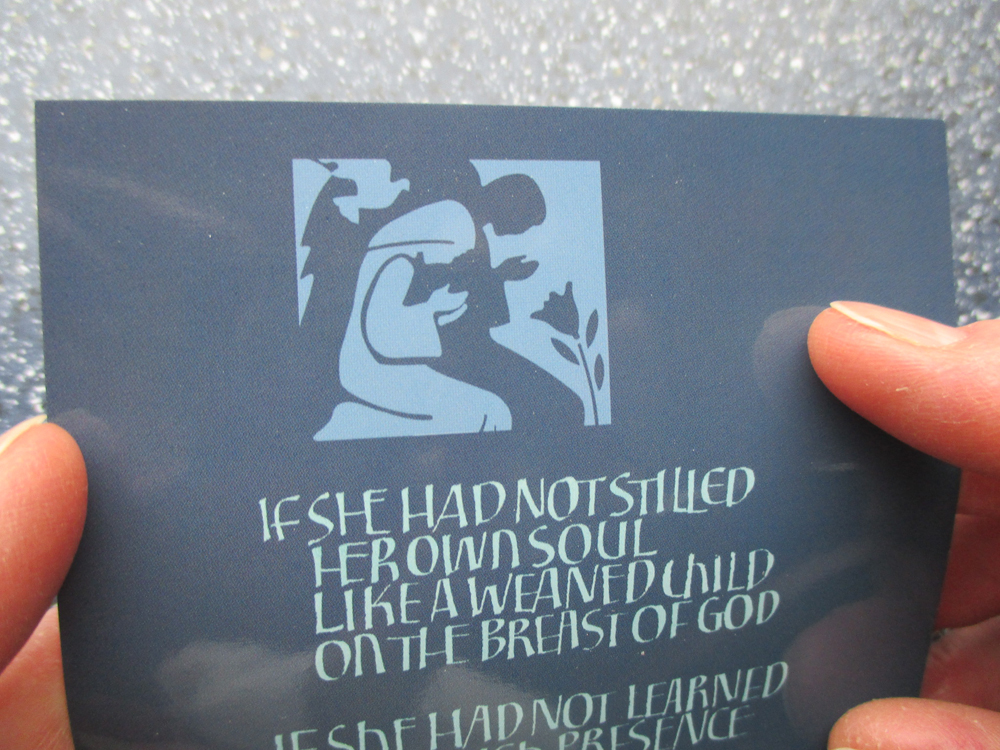 IF SHE HAD NOT STILLED
HER OWN SOUL
LIKE A WEANED CHILD
ON THE BREAST OF GOD
IF SHE HAD NOT LEARNED
PRESENCE